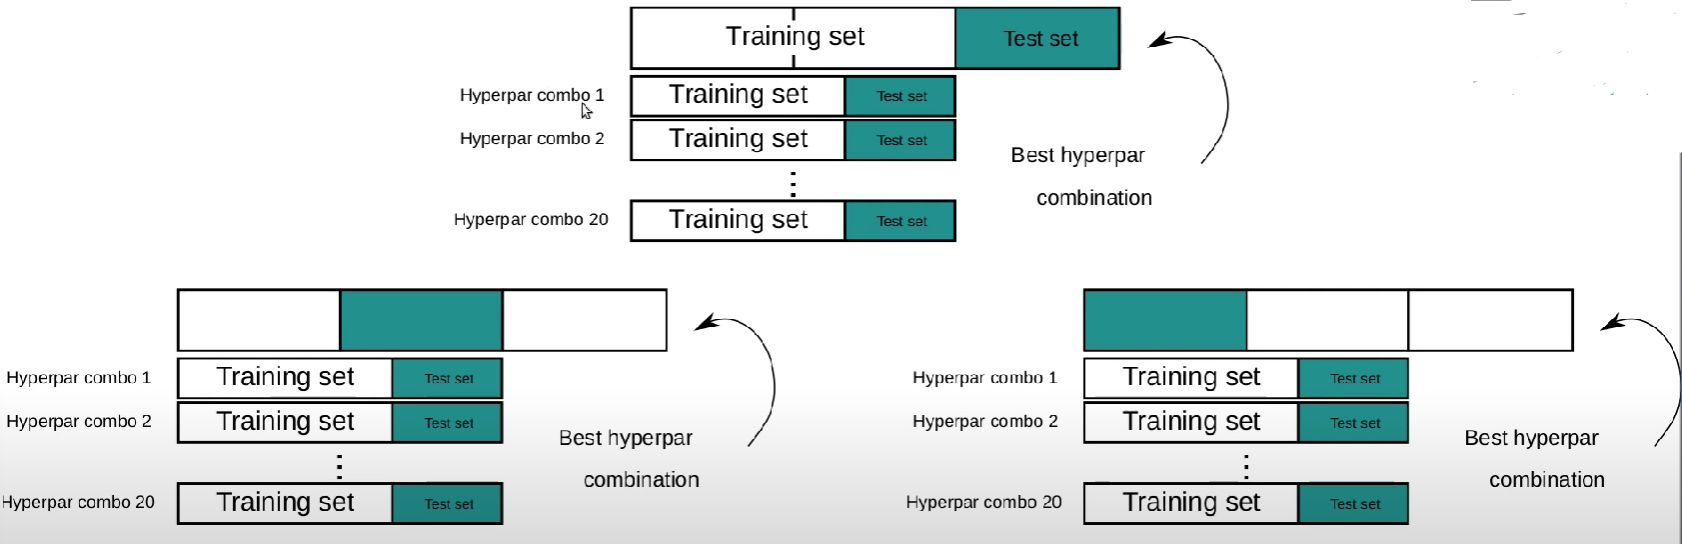 Training set Test set
Hyperpar combo 1 Training set Test set
Hyperpar combo 2 Training set Test set
Best hyperpar
combination
Hyperpar combo 20 Training set Test set
Hyperpar combo 1 Training set Test set
Hyperpar combo 2 Training set Test set
Best hyperpar
combination
Hyperpar combo 20 Training set Test set
Hyperpar combo 1 Training set Test set
Hyperpar combo 2 Training set Test set
Best hyperpar
combination
Hyperpar combo 20 Training set Test set